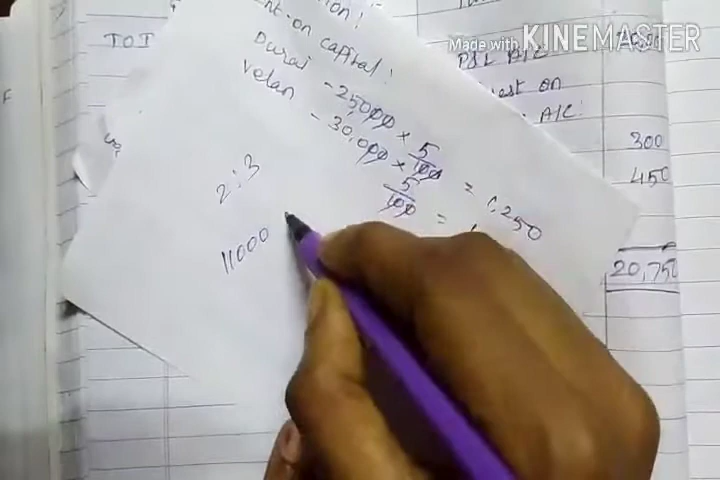 on capital :
Durai - 25,000 × 5/100 = 1,250
Velan - 30,000 × 5/100 =
2:3
11000
TOT
P&L A/C
on
A/C:
300
450
20,750
Made with KINEMASTER